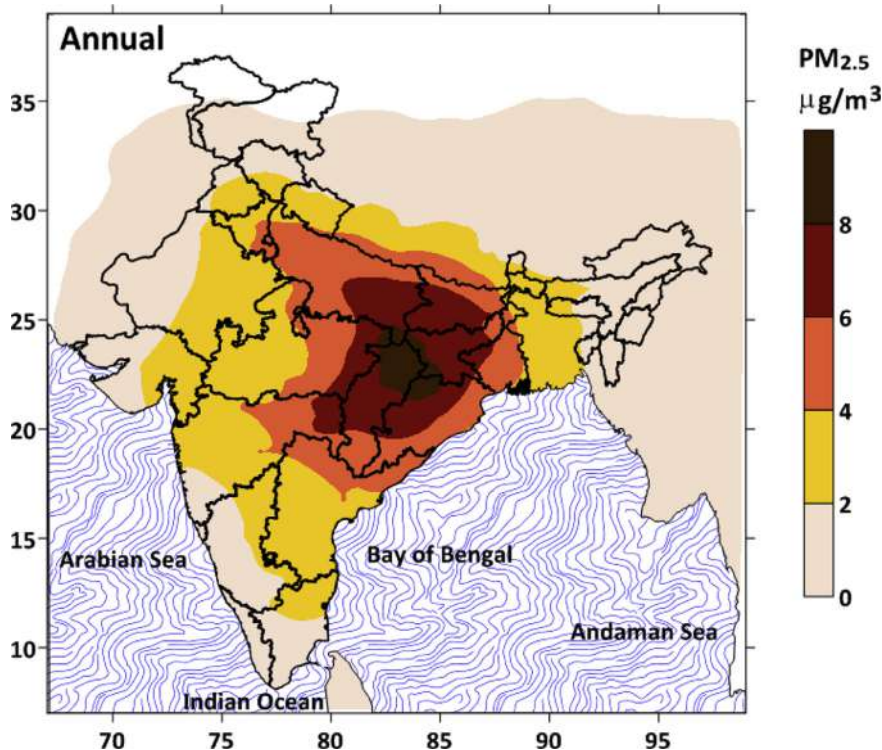 Annual
PM2.5
μg/m³
35
30
25
20
15
10
8
6
4
2
0
Arabian Sea
Bay of Bengal
Andaman Sea
Indian Ocean
70
75
80
85
90
95